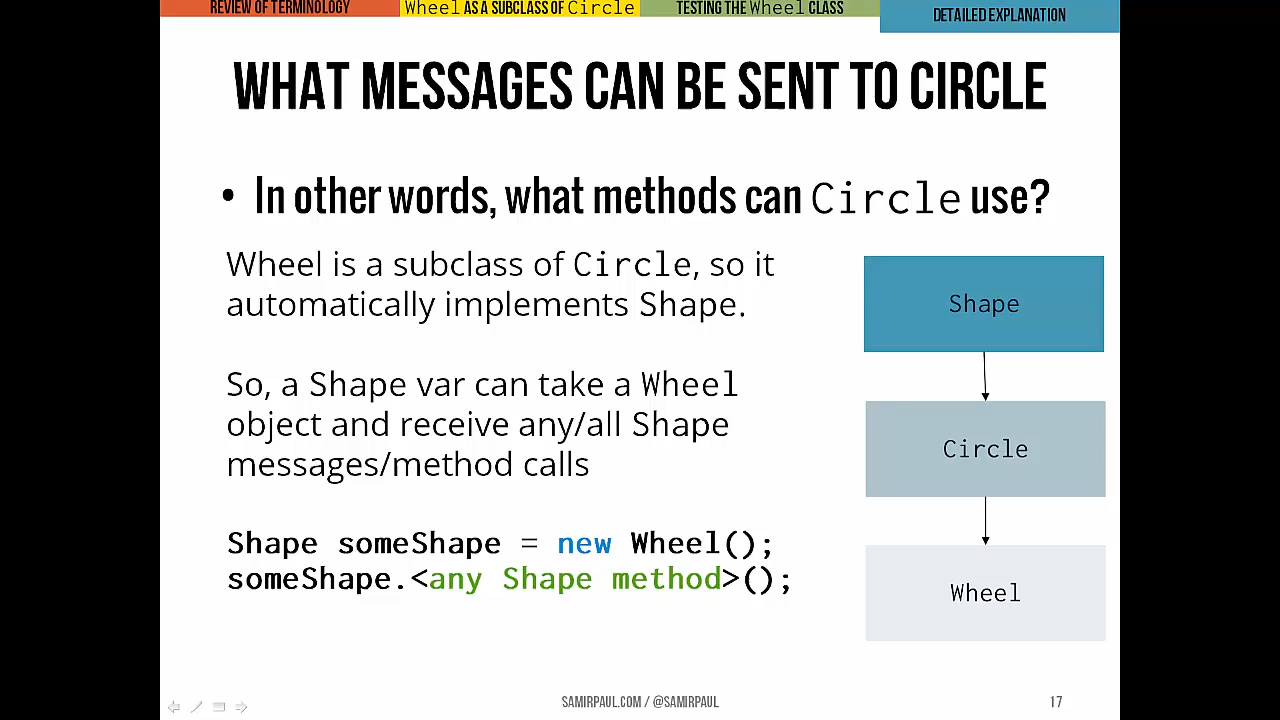 REVIEW OF TERMINOLOGY
Wheel AS A SUBCLASS OF Circle
TESTING THE Wheel CLASS
DETAILED EXPLANATION
WHAT MESSAGES CAN BE SENT TO CIRCLE
• In other words, what methods can Circle use?
Wheel is a subclass of Circle, so it
automatically implements Shape.
So, a Shape var can take a Wheel
object and receive any/all Shape
messages/method calls
Shape someShape = new Wheel();
someShape.<any Shape method>();
Shape
Circle
Wheel
SAMIRPAUL.COM / @SAMIRPAUL
17